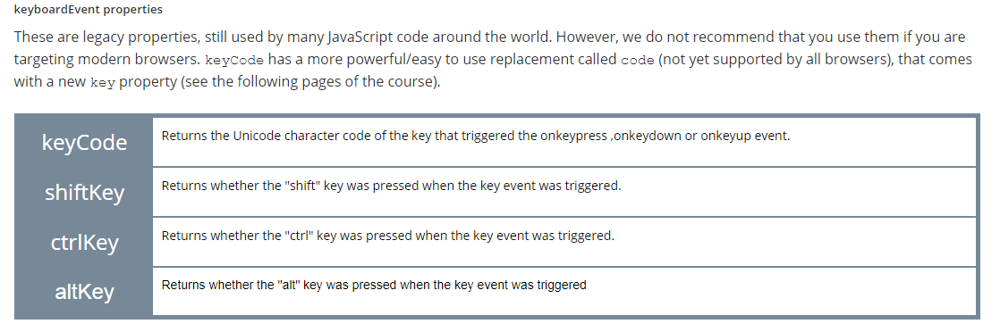 keyboardEvent properties
These are legacy properties, still used by many JavaScript code around the world. However, we do not recommend that you use them if you are
targeting modern browsers. keyCode has a more powerful/easy to use replacement called code (not yet supported by all browsers), that comes
with a new key property (see the following pages of the course).
keyCode
Returns the Unicode character code of the key that triggered the onkeypress ,onkeydown or onkeyup event.
shiftKey
Returns whether the "shift" key was pressed when the key event was triggered.
ctrlKey
Returns whether the "ctrl" key was pressed when the key event was triggered.
altKey
Returns whether the "alt" key was pressed when the key event was triggered